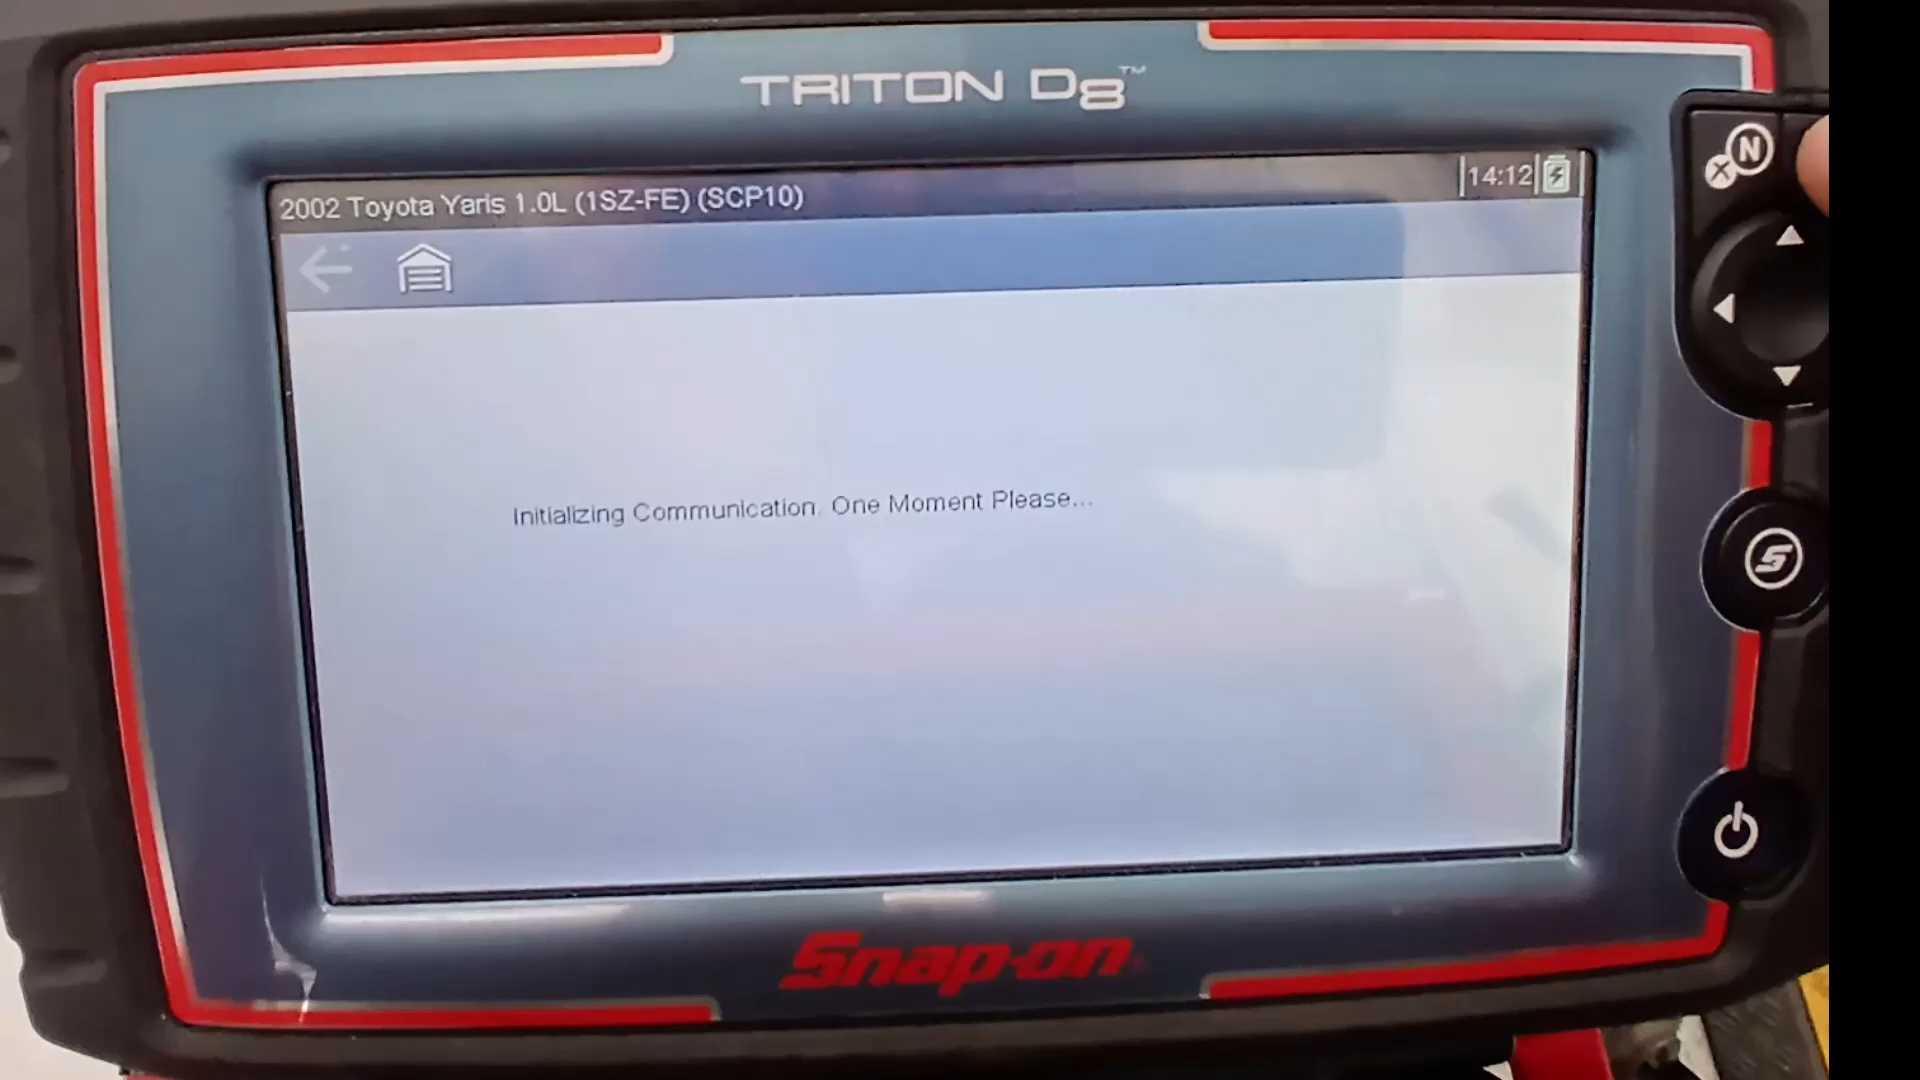 TRITON D8™
2002 Toyota Yaris 1.0L (1SZ-FE) (SCP10)
14:12
N
X
Initializing Communication. One Moment Please...
S
Snap-on